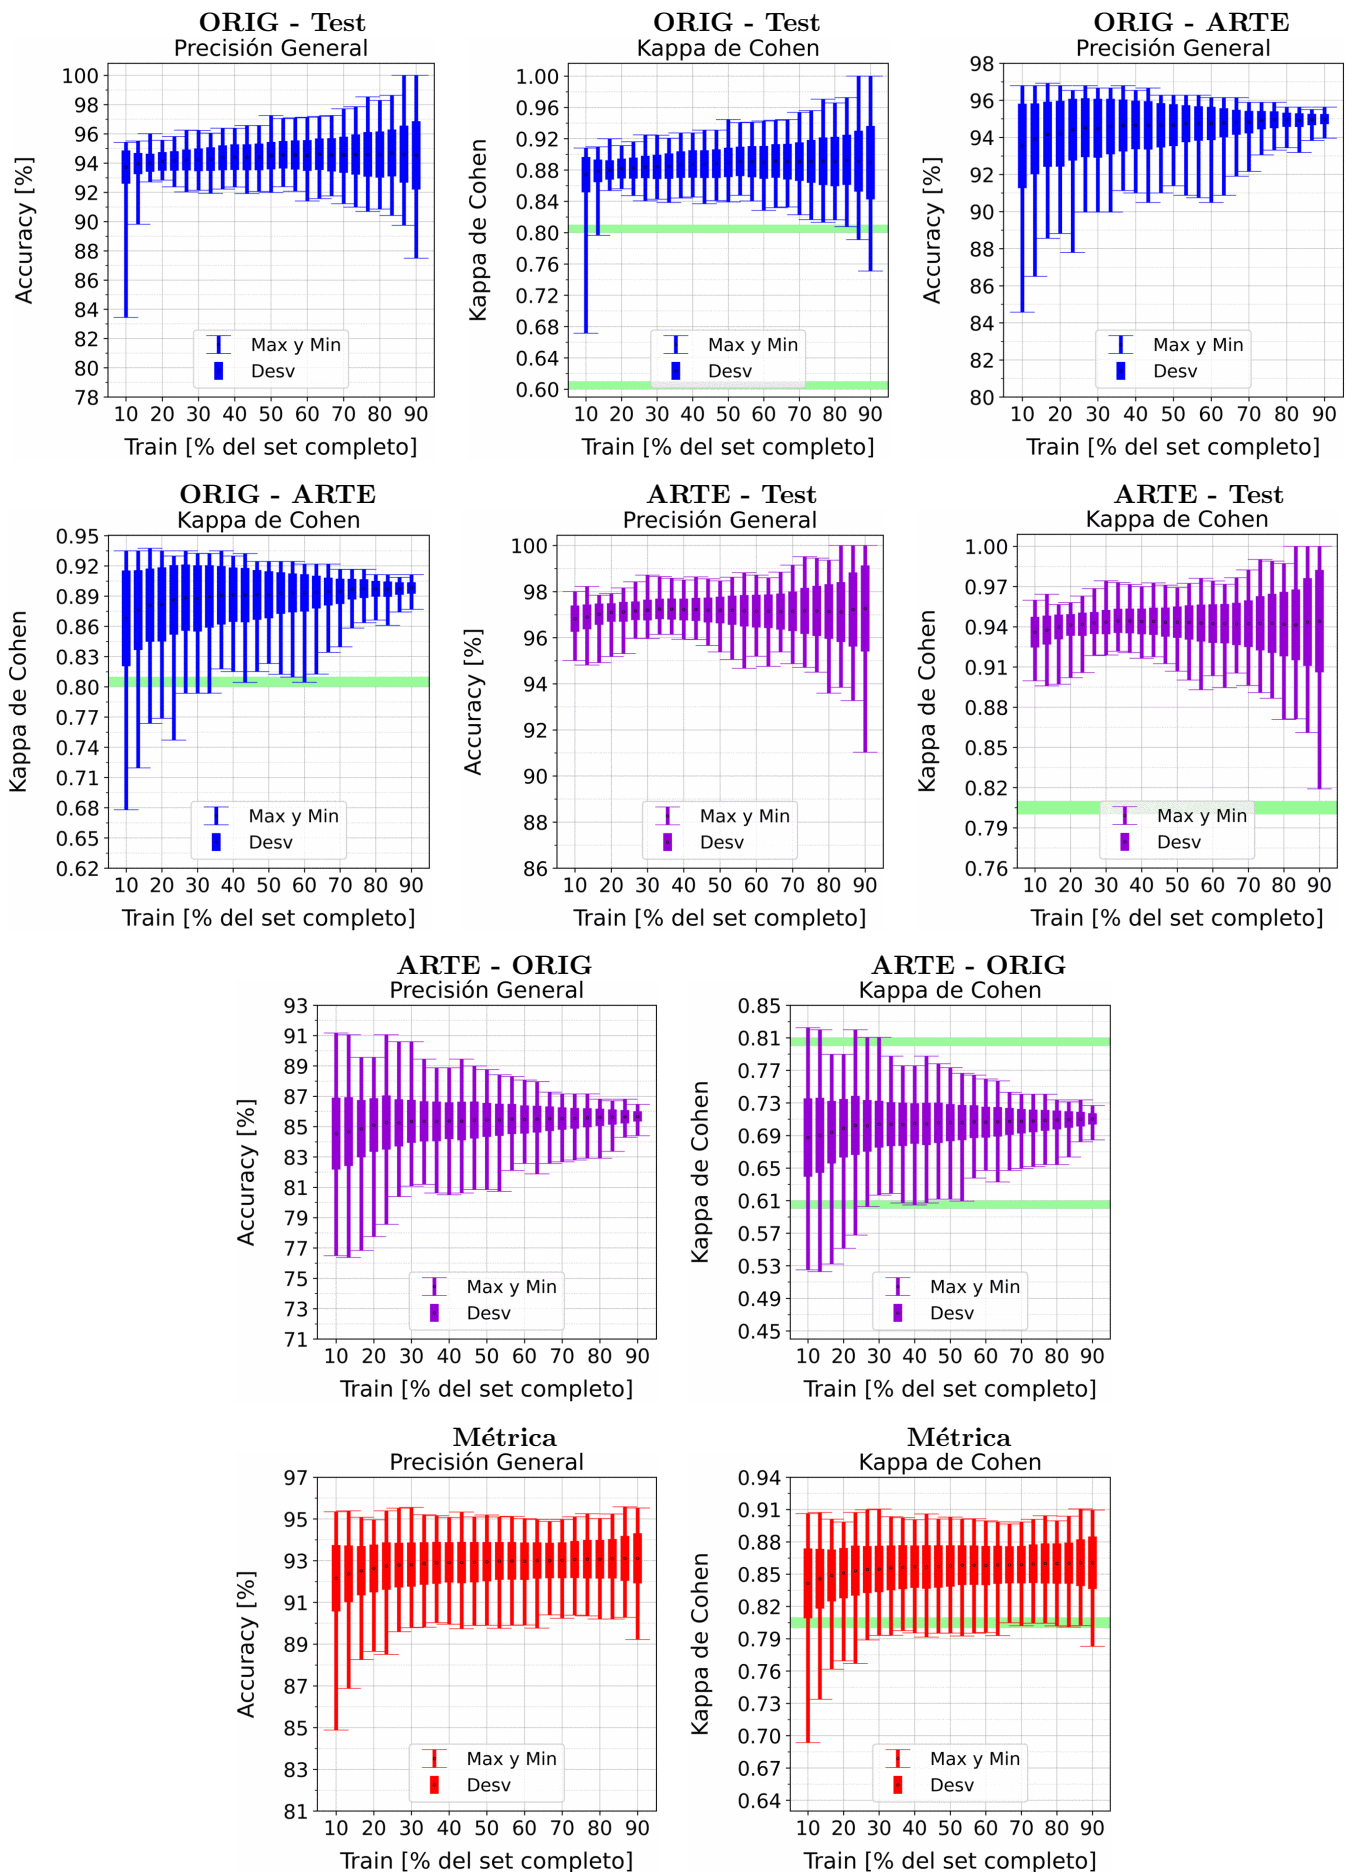 ORIG - Test
Precisión General
100
98
96
94
92
90
88
86
84
82
80
78
Accuracy [%]
Max y Min
Desv
10 20 30 40 50 60 70 80 90
Train [% del set completo]
ORIG - Test
Kappa de Cohen
1.00
0.96
0.92
0.88
0.84
0.80
0.76
0.72
0.68
0.64
0.60
Kappa de Cohen
Max y Min
Desv
10 20 30 40 50 60 70 80 90
Train [% del set completo]
ORIG - ARTE
Precisión General
98
96
94
92
90
88
86
84
82
80
Accuracy [%]
Max y Min
Desv
10 20 30 40 50 60 70 80 90
Train [% del set completo]
ORIG - ARTE
Kappa de Cohen
0.95
0.92
0.89
0.86
0.83
0.80
0.77
0.74
0.71
0.68
0.65
0.62
Kappa de Cohen
Max y Min
Desv
10 20 30 40 50 60 70 80 90
Train [% del set completo]
ARTE - Test
Precisión General
100
98
96
94
92
90
88
86
Accuracy [%]
Max y Min
Desv
10 20 30 40 50 60 70 80 90
Train [% del set completo]
ARTE - Test
Kappa de Cohen
1.00
0.97
0.94
0.91
0.88
0.85
0.82
0.79
0.76
Kappa de Cohen
Max y Min
Desv
10 20 30 40 50 60 70 80 90
Train [% del set completo]
ARTE - ORIG
Precisión General
93
91
89
87
85
83
81
79
77
75
73
71
Accuracy [%]
Max y Min
Desv
10 20 30 40 50 60 70 80 90
Train [% del set completo]
ARTE - ORIG
Kappa de Cohen
0.85
0.81
0.77
0.73
0.69
0.65
0.61
0.57
0.53
0.49
0.45
Kappa de Cohen
Max y Min
Desv
10 20 30 40 50 60 70 80 90
Train [% del set completo]
Métrica
Precisión General
97
95
93
91
89
87
85
83
81
Accuracy [%]
Max y Min
Desv
10 20 30 40 50 60 70 80 90
Train [% del set completo]
Métrica
Kappa de Cohen
0.94
0.91
0.88
0.85
0.82
0.79
0.76
0.73
0.70
0.67
0.64
Kappa de Cohen
Max y Min
Desv
10 20 30 40 50 60 70 80 90
Train [% del set completo]